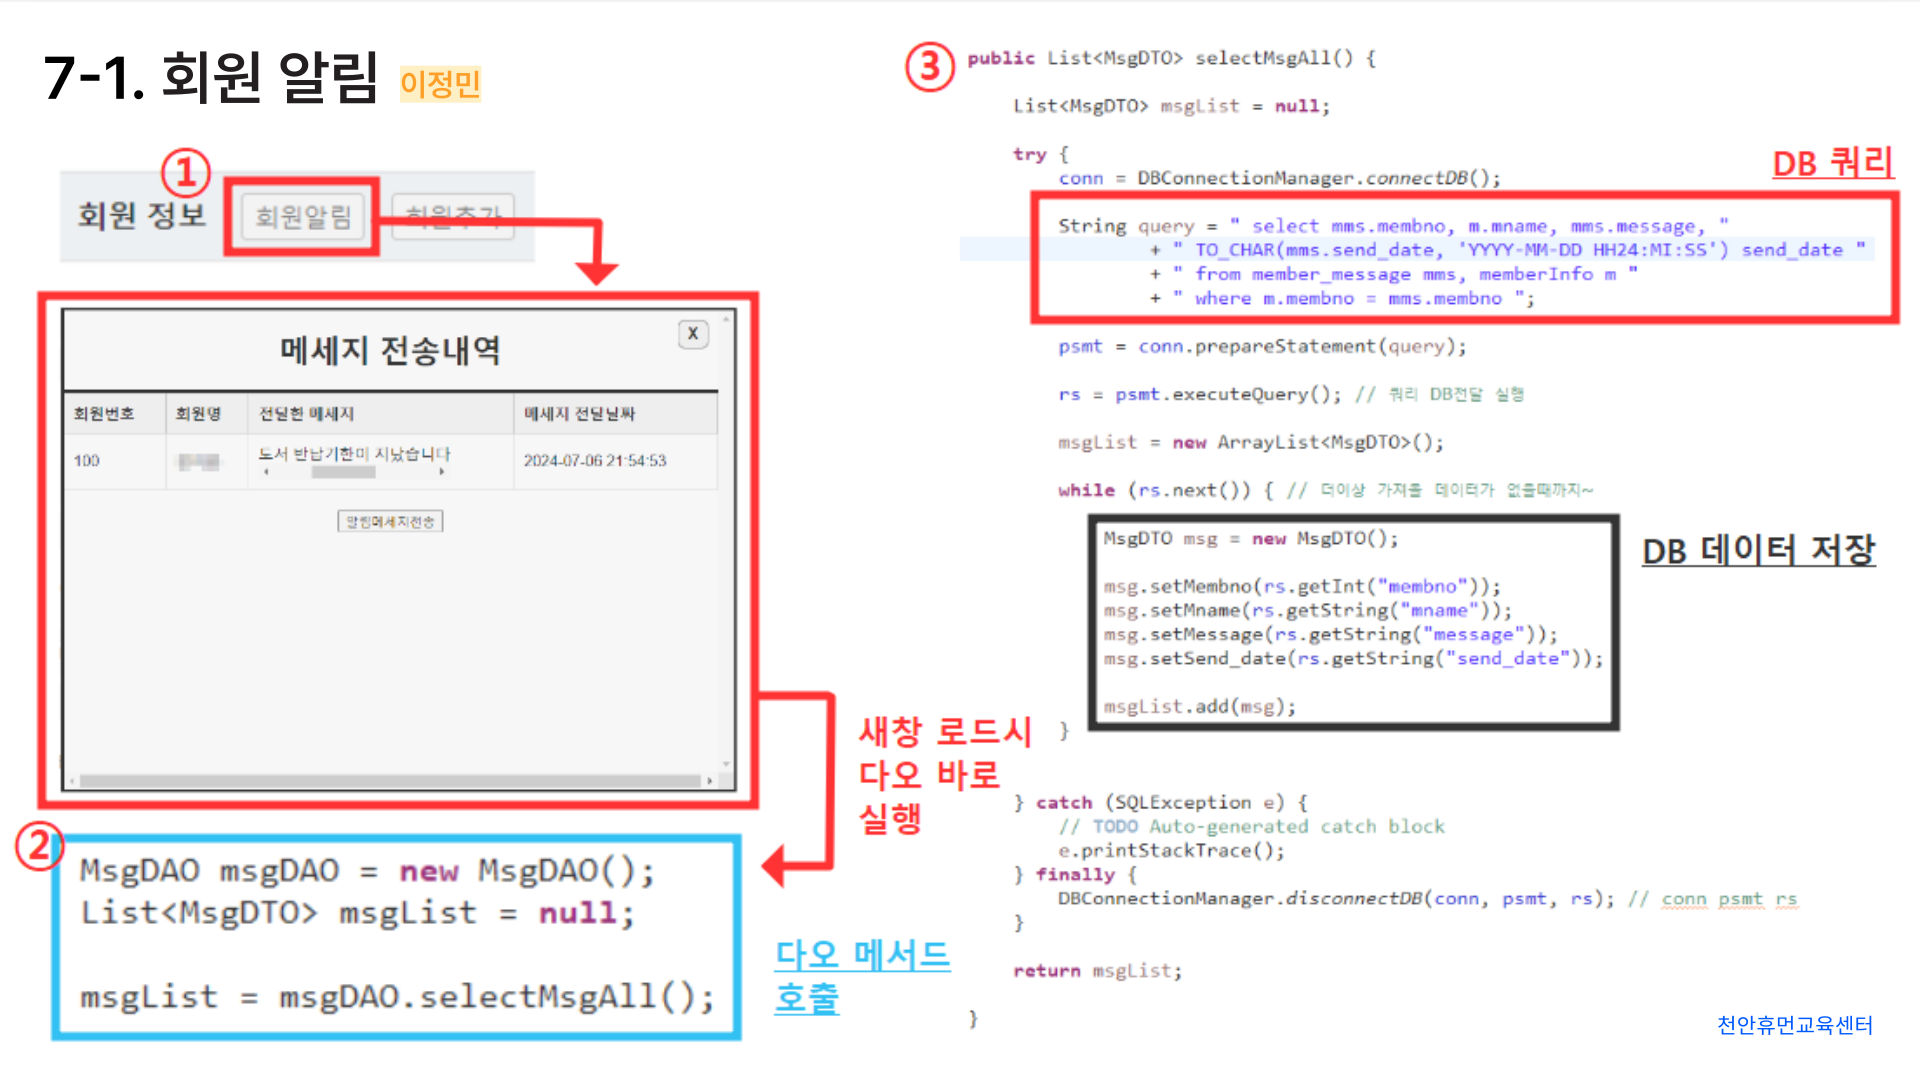 7-1. 회원 알림 이정민
①
회원 정보 회원알림 회원추가
메세지 전송내역 X
회원번호 회원명 전달한 메세지 메세지 전달날짜
100 도서 반납기한이 지났습니다 2024-07-06 21:54:53
알림메세지전송
새창 로드시
다오 바로
실행
②
MsgDAO msgDAO = new MsgDAO();
List<MsgDTO> msgList = null;
msgList = msgDAO.selectMsgAll();
다오 메서드
호출
③
public List<MsgDTO> selectMsgAll() {
List<MsgDTO> msgList = null;
try {
conn = DBConnectionManager.connectDB();
DB 쿼리
String query = " select mms.membno, m.mname, mms.message, "
+ " TO_CHAR(mms.send_date, 'YYYY-MM-DD HH24:MI:SS') send_date "
+ " from member_message mms, memberInfo m "
+ " where m.membno = mms.membno ";
psmt = conn.prepareStatement(query);
rs = psmt.executeQuery(); // 쿼리 DB전달 실행
msgList = new ArrayList<MsgDTO>();
while (rs.next()) { // 더이상 가져올 데이터가 없을때까지~
MsgDTO msg = new MsgDTO();
msg.setMembno(rs.getInt("membno"));
msg.setMname(rs.getString("mname"));
msg.setMessage(rs.getString("message"));
msg.setSend_date(rs.getString("send_date"));
msgList.add(msg);
}
DB 데이터 저장
} catch (SQLException e) {
// TODO Auto-generated catch block
e.printStackTrace();
} finally {
DBConnectionManager.disconnectDB(conn, psmt, rs); // conn psmt rs
}
return msgList;
}
천안휴먼교육센터